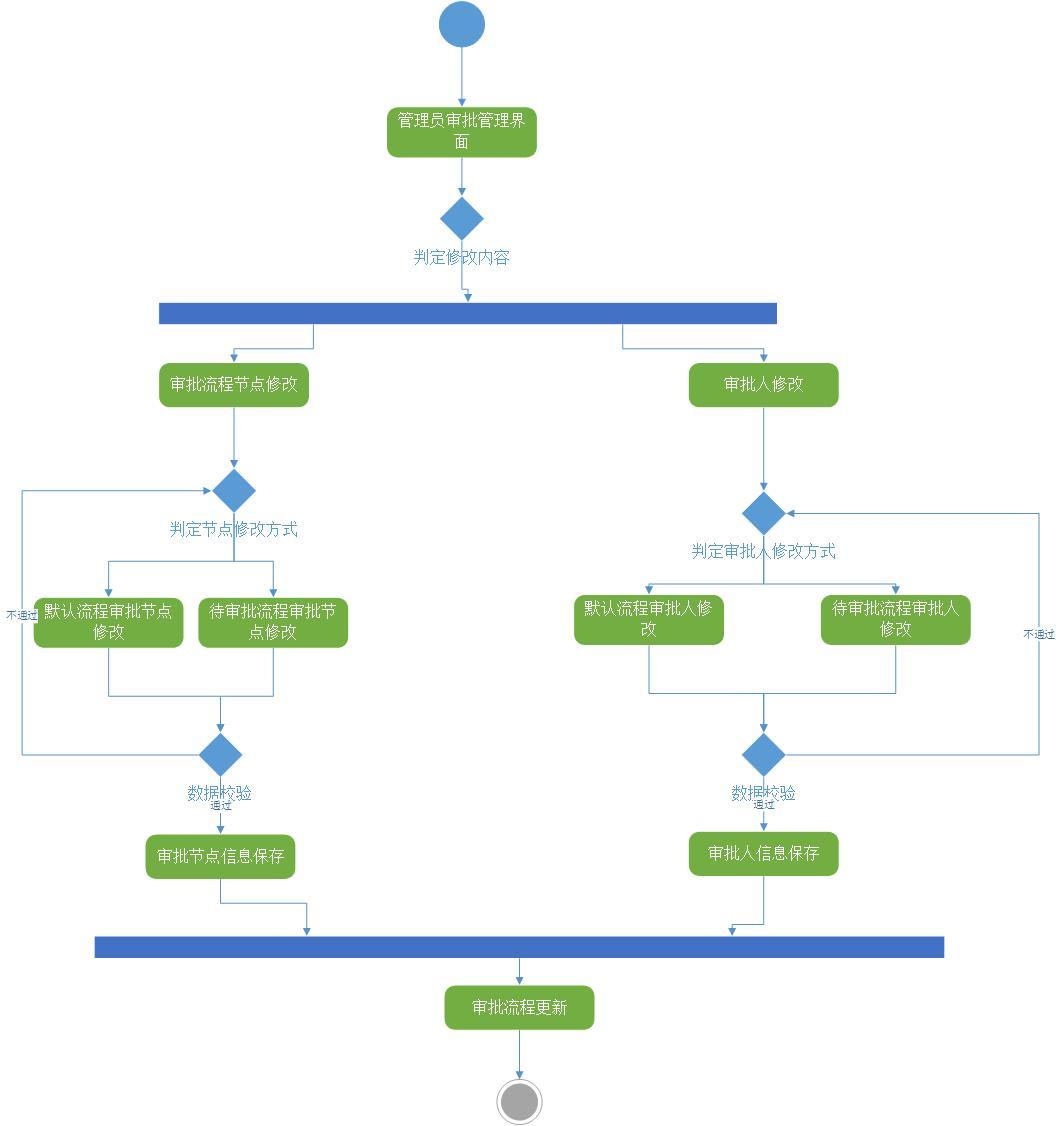 管理员审批管理界
面
判定修改内容
审批流程节点修改
审批人修改
判定节点修改方式
判定审批人修改方式
不通过
默认流程审批节点
修改
待审批流程审批节
点修改
默认流程审批人修
改
待审批流程审批人
修改
不通过
数据校验
通过
数据校验
通过
审批节点信息保存
审批人信息保存
审批流程更新